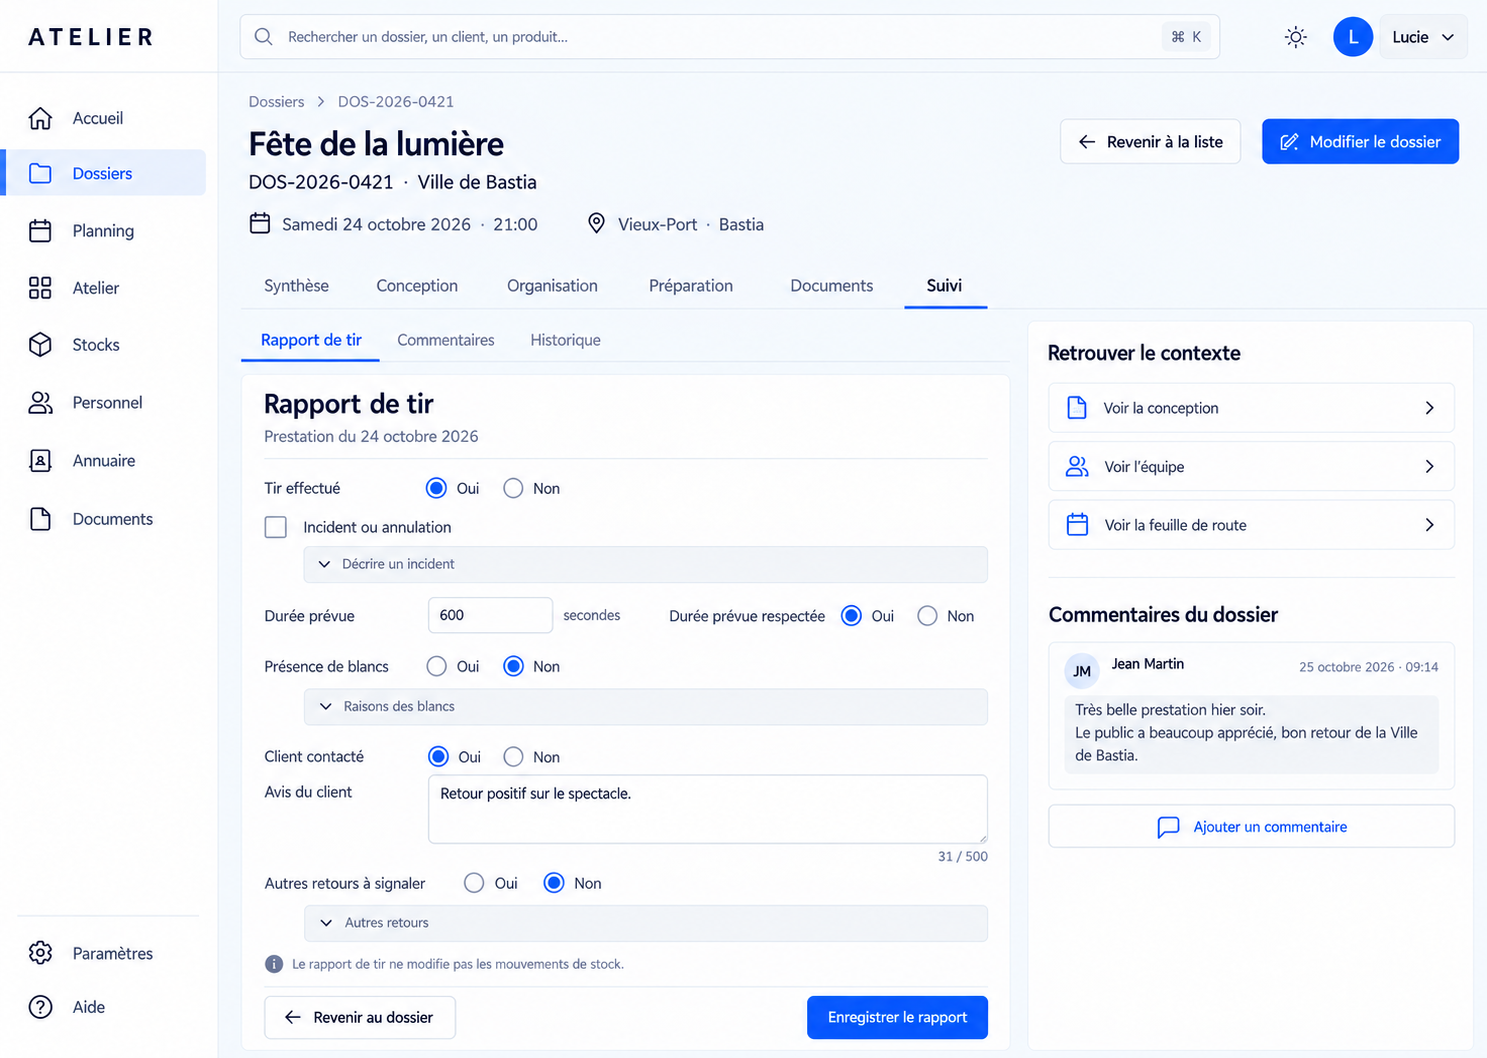 ATELIER
Rechercher un dossier, un client, un produit...
⌘ K
L
Lucie
Accueil
Dossiers
Planning
Atelier
Stocks
Personnel
Annuaire
Documents
Paramètres
Aide
Dossiers > DOS-2026-0421
Fête de la lumière
DOS-2026-0421 · Ville de Bastia
Samedi 24 octobre 2026 · 21:00
Vieux-Port · Bastia
Revenir à la liste
Modifier le dossier
Synthèse
Conception
Organisation
Préparation
Documents
Suivi
Rapport de tir
Commentaires
Historique
Rapport de tir
Prestation du 24 octobre 2026
Tir effectué Oui Non
Incident ou annulation
Décrire un incident
Durée prévue 600 secondes Durée prévue respectée Oui Non
Présence de blancs Oui Non
Raisons des blancs
Client contacté Oui Non
Avis du client Retour positif sur le spectacle.
31 / 500
Autres retours à signaler Oui Non
Autres retours
i Le rapport de tir ne modifie pas les mouvements de stock.
Revenir au dossier
Enregistrer le rapport
Retrouver le contexte
Voir la conception
Voir l'équipe
Voir la feuille de route
Commentaires du dossier
JM Jean Martin 25 octobre 2026 · 09:14
Très belle prestation hier soir.
Le public a beaucoup apprécié, bon retour de la Ville
de Bastia.
Ajouter un commentaire